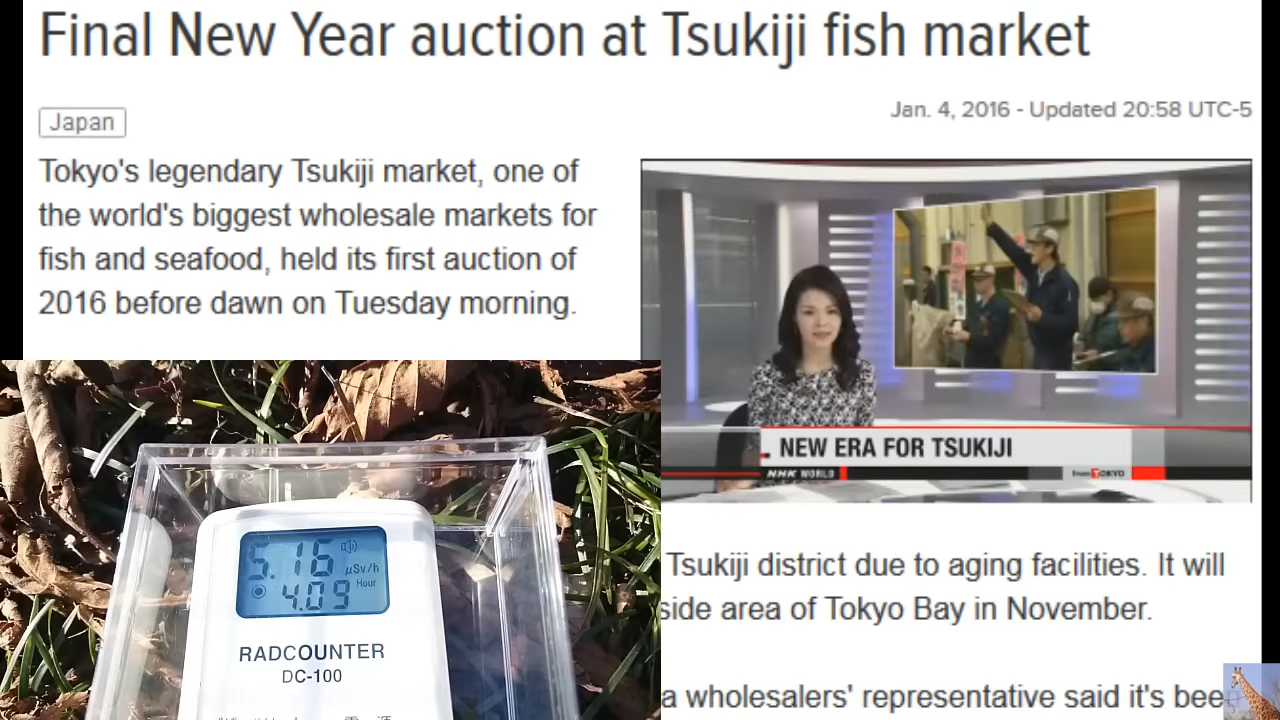 Final New Year auction at Tsukiji fish market
Japan
Jan. 4, 2016 - Updated 20:58 UTC-5
Tokyo's legendary Tsukiji market, one of
the world's biggest wholesale markets for
fish and seafood, held its first auction of
2016 before dawn on Tuesday morning.
NEW ERA FOR TSUKIJI
NHK WORLD
from TOKYO
Tsukiji district due to aging facilities. It will
side area of Tokyo Bay in November.
a wholesalers' representative said it's bee
5.16 μSv/h
4.09 Hour
RADCOUNTER
DC-100